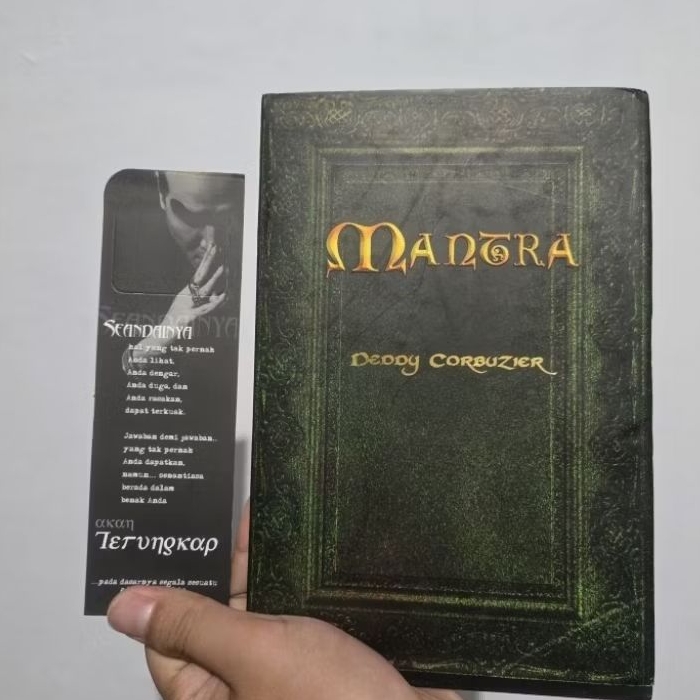 SEANDAINYA
hal yang tak pernah
Anda lihat,
Anda dengar,
Anda duga, dan
Anda rasakan,
dapat terkuak.
Jawaban demi jawaban..
yang tak pernah
Anda dapatkan,
namun... senantiasa
berada dalam
benak Anda
akan
Terungkap
...pada dasarnya segala sesuatu
MANTRA
DEDDY CORBUZIER